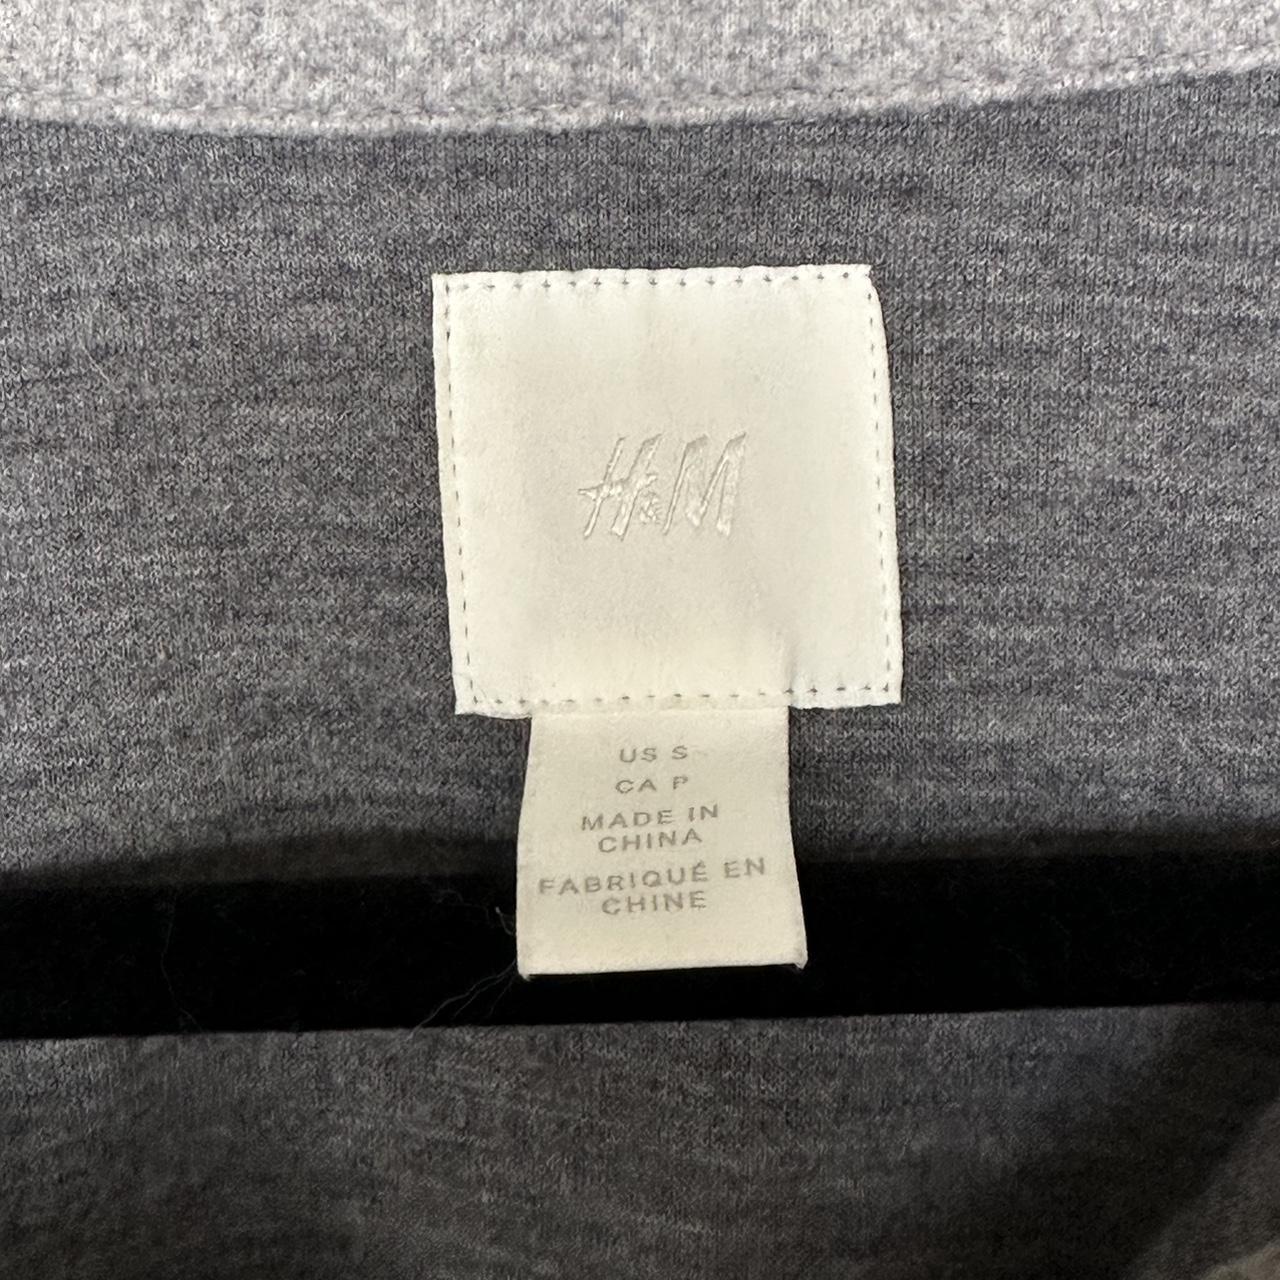 H&M
US S
CA P
MADE IN
CHINA
FABRIQUÉ EN
CHINE